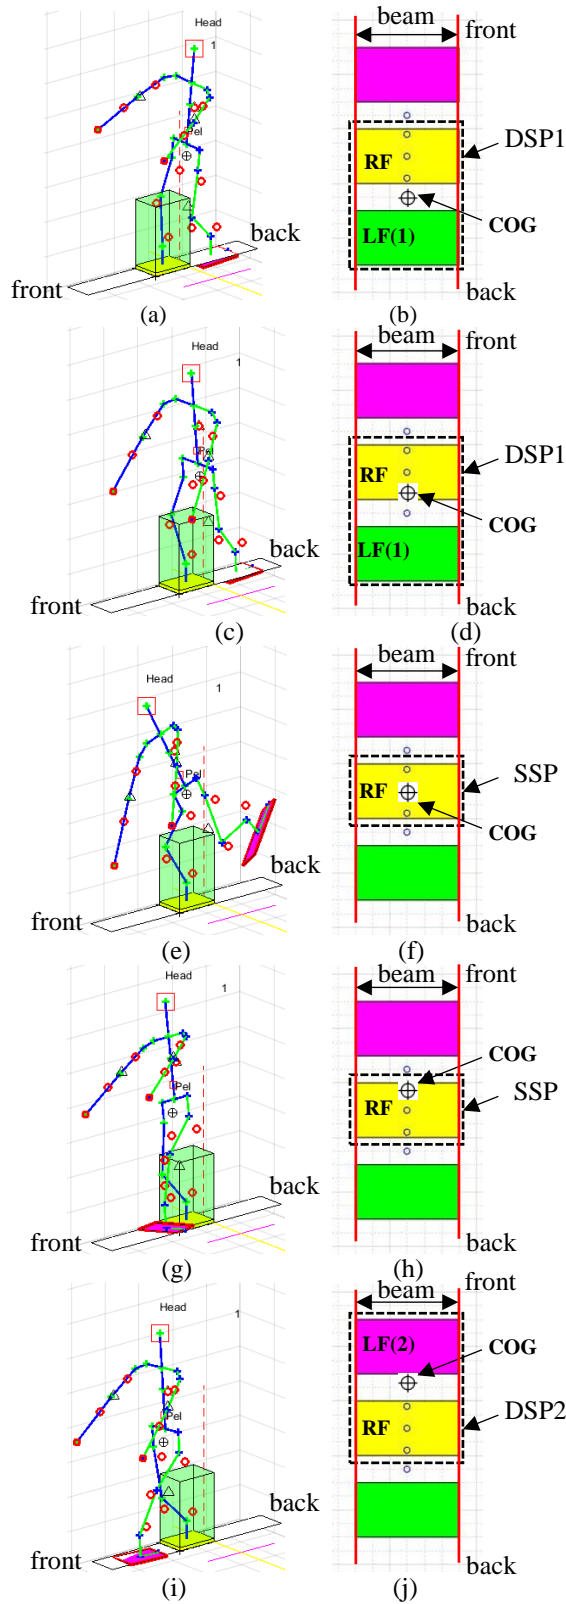 Head
1
Pel
back
front
(a)
beam
front
DSP1
RF
COG
LF(1)
back
(b)
Head
1
Pel
back
front
(c)
beam
front
DSP1
RF
COG
LF(1)
back
(d)
Head
1
Pel
back
front
(e)
beam
front
SSP
RF
COG
back
(f)
Head
1
Pel
back
front
(g)
beam
front
COG
SSP
RF
back
(h)
Head
1
Pel
back
front
(i)
front
beam
LF(2)
COG
DSP2
RF
back
(j)